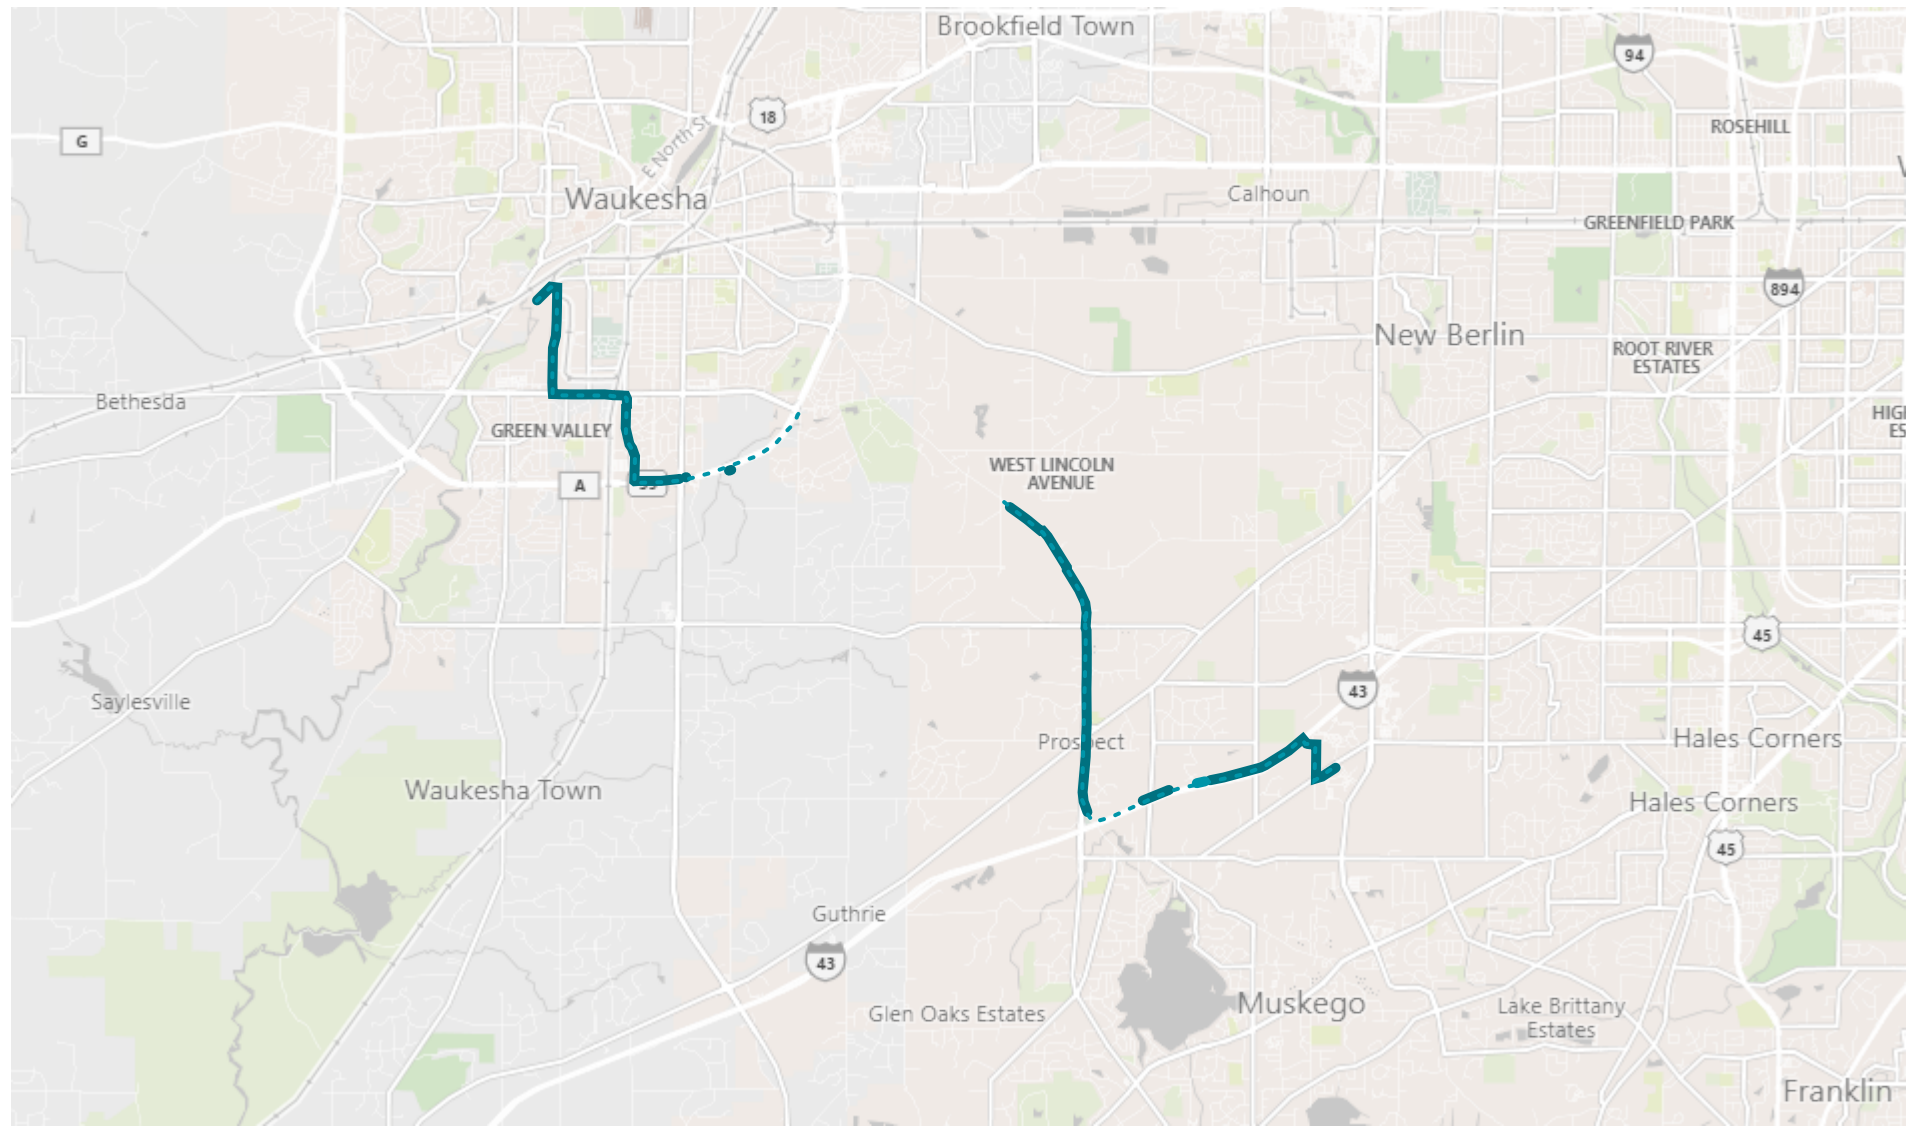 Brookfield Town
94
18
ROSEHILL
G
E North St
Waukesha
Calhoun
GREENFIELD PARK
894
New Berlin
ROOT RIVER
ESTATES
Bethesda
GREEN VALLEY
WEST LINCOLN
AVENUE
A
45
43
Saylesville
Prospect
Hales Corners
Waukesha Town
Hales Corners
45
Guthrie
43
Glen Oaks Estates
Muskego
Lake Brittany
Estates
Franklin